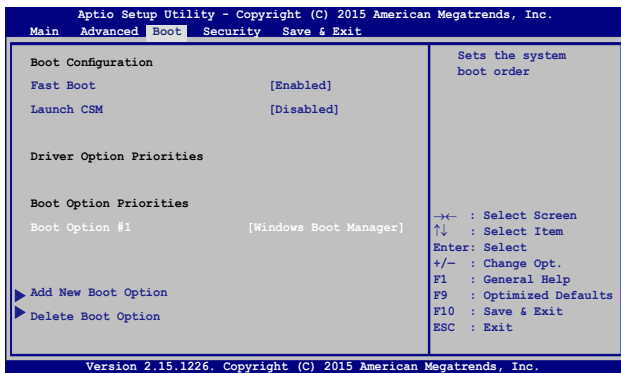 Aptio Setup Utility - Copyright (C) 2015 American Megatrends, Inc.
Main Advanced Boot Security Save & Exit
Boot Configuration
Fast Boot [Enabled]
Launch CSM [Disabled]
Driver Option Priorities
Boot Option Priorities
Boot Option #1 [Windows Boot Manager]
Add New Boot Option
Delete Boot Option
Sets the system
boot order
→← : Select Screen
↑↓ : Select Item
Enter: Select
+/— : Change Opt.
F1 : General Help
F9 : Optimized Defaults
F10 : Save & Exit
ESC : Exit
Version 2.15.1226. Copyright (C) 2015 American Megatrends, Inc.